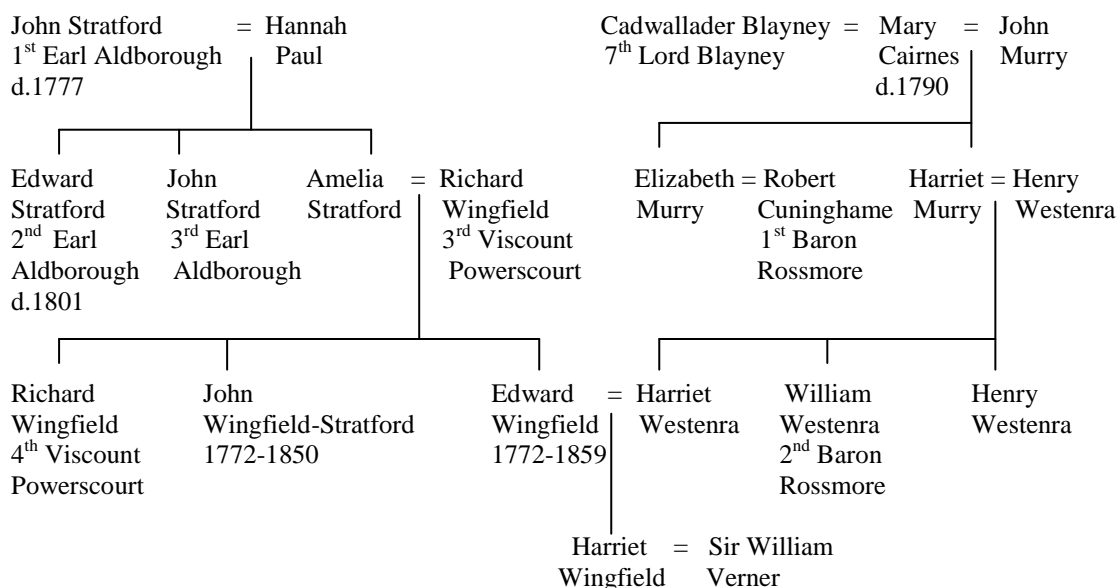 John Stratford = Hannah Cadwallader Blayney = Mary = John
1st Earl Aldborough Paul 7th Lord Blayney Cairnes Murry
d.1777 d.1790
Edward John Amelia = Richard Elizabeth = Robert Harriet = Henry
Stratford Stratford Stratford Wingfield Murry Cuninghame Murry Westenra
2nd Earl 3rd Earl 3rd Viscount 1st Baron
Aldborough Aldborough Powerscourt Rossmore
d.1801
Richard John Edward = Harriet William Henry
Wingfield Wingfield-Stratford Wingfield Westenra Westenra Westenra
4th Viscount 1772-1850 1772-1859 2nd Baron
Powerscourt Rossmore
Harriet = Sir William
Wingfield Verner